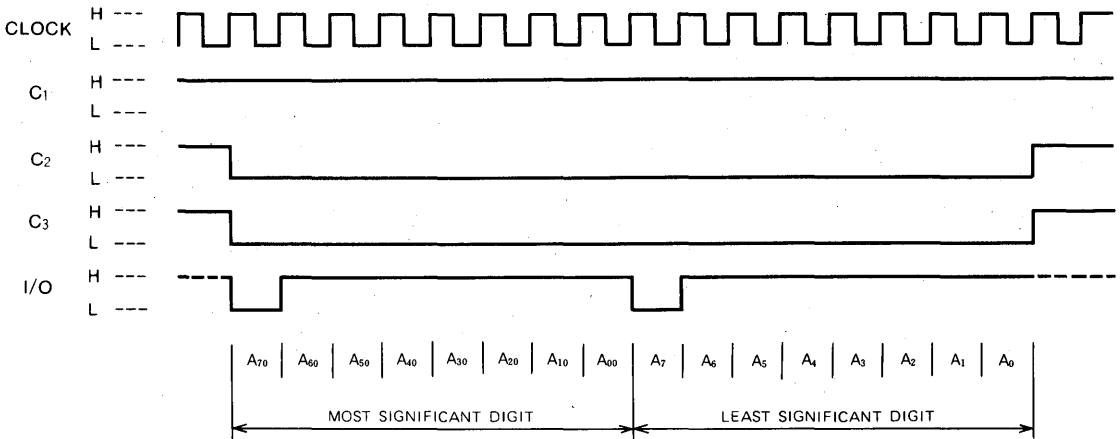 CLOCK H ---
L ---
C₁ H ---
L ---
C₂ H ---
L ---
C₃ H ---
L ---
I/O H ---
L ---
A₇₀ A₆₀ A₅₀ A₄₀ A₃₀ A₂₀ A₁₀ A₀₀ A₇ A₆ A₅ A₄ A₃ A₂ A₁ A₀
MOST SIGNIFICANT DIGIT LEAST SIGNIFICANT DIGIT